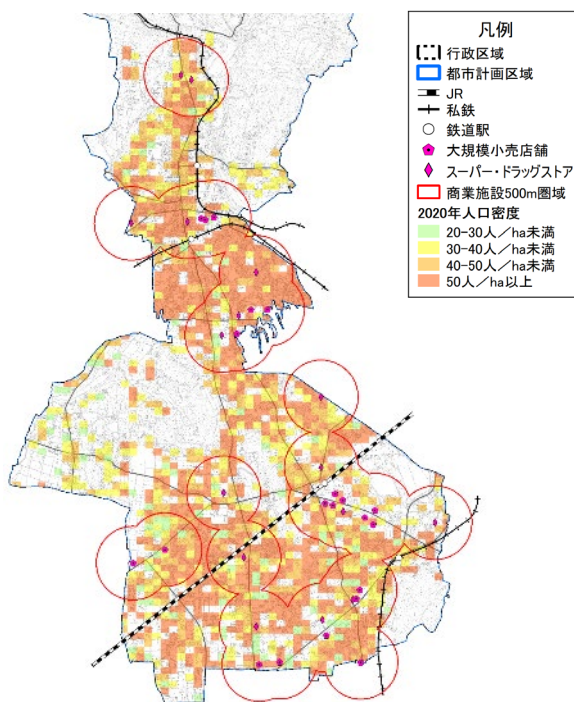 凡例
行政区域
都市計画区域
JR
私鉄
鉄道駅
大規模小売店舗
スーパー・ドラッグストア
商業施設500m圏域
2020年人口密度
20-30人/ha未満
30-40人/ha未満
40-50人/ha未満
50人/ha以上